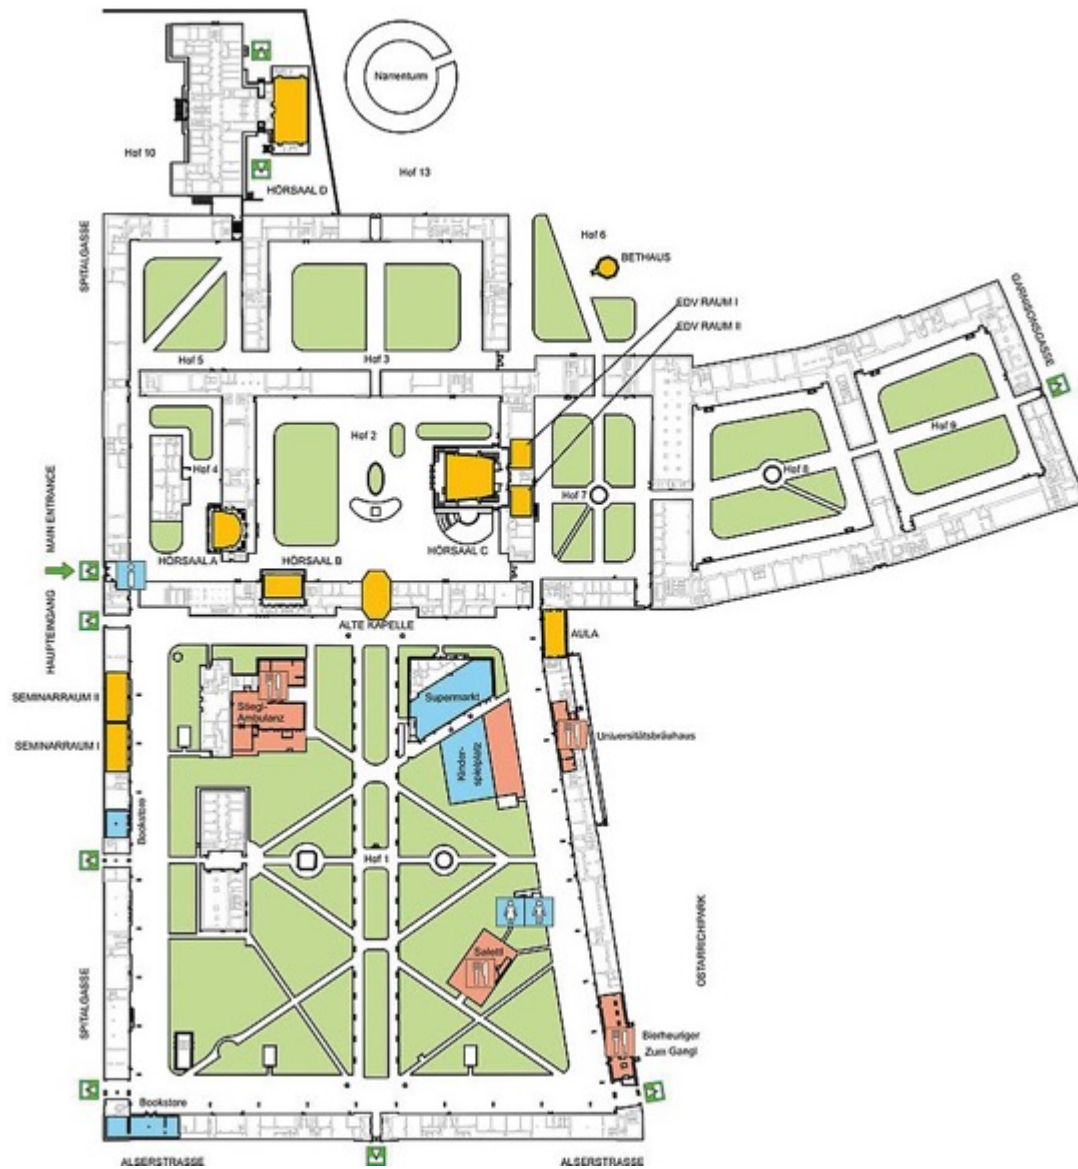 Narrenturm
Hof 10
Hof 13
HÖRSAAL D
SPITALGASSE
Hof 6
BETHAUS
GARNISONSGASSE
EDV RAUM I
EDV RAUM II
Hof 5
Hof 3
Hof 2
Hof 4
Hof 9
Hof 8
Hof 7
MAIN ENTRANCE
HÖRSAAL A
HÖRSAAL B
HÖRSAAL C
HAUPTEINGANG
ALTE KAPELLE
AULA
SEMINARRAUM II
Stiegl-
Ambulanz
Supermarkt
Universitätsbräuhaus
SEMINARRAUM I
Kinder-
spielplatz
Bookstore
Hof 1
OSTARRICHIPARK
Salettl
SPITALGASSE
Bierheuriger
Zum Gangl
Bookstore
ALSERSTRASSE
ALSERSTRASSE